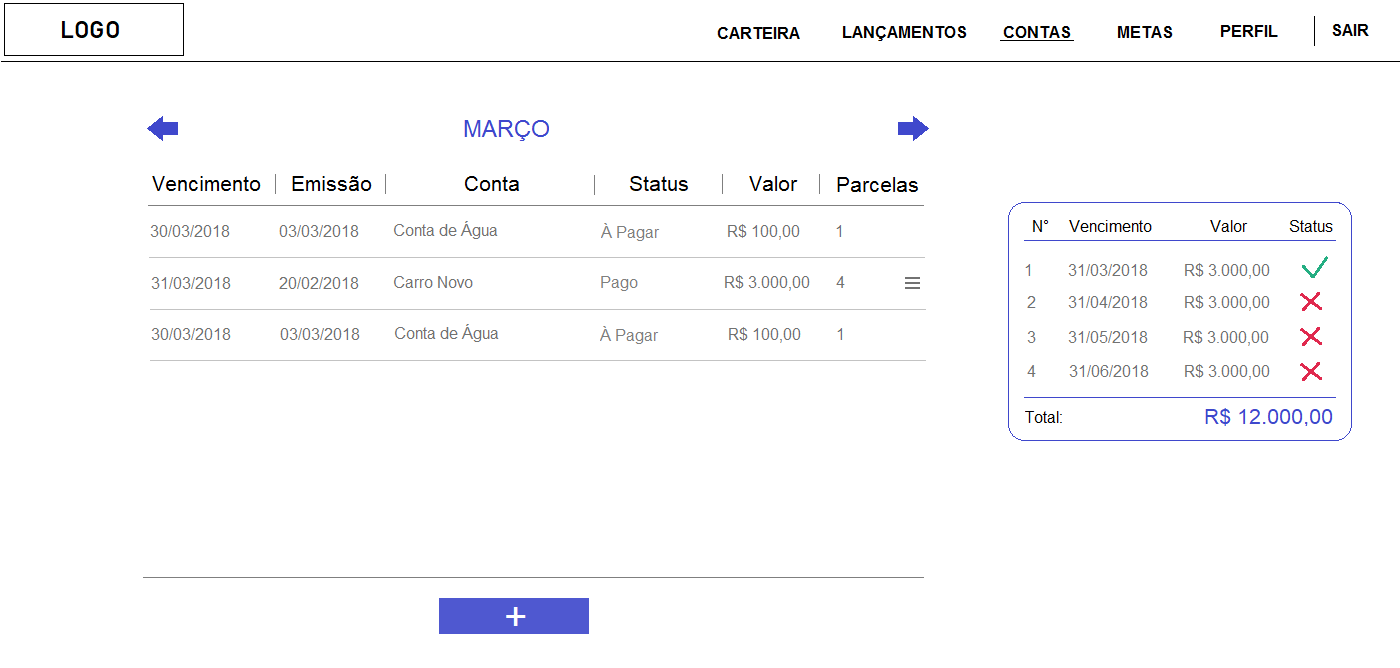 LOGO
CARTEIRA LANÇAMENTOS CONTAS METAS PERFIL SAIR
MARÇO
Vencimento Emissão Conta Status Valor Parcelas
30/03/2018 03/03/2018 Conta de Água À Pagar R$ 100,00 1
31/03/2018 20/02/2018 Carro Novo Pago R$ 3.000,00 4
30/03/2018 03/03/2018 Conta de Água À Pagar R$ 100,00 1
+
N° Vencimento Valor Status
1 31/03/2018 R$ 3.000,00
2 31/04/2018 R$ 3.000,00
3 31/05/2018 R$ 3.000,00
4 31/06/2018 R$ 3.000,00
Total: R$ 12.000,00